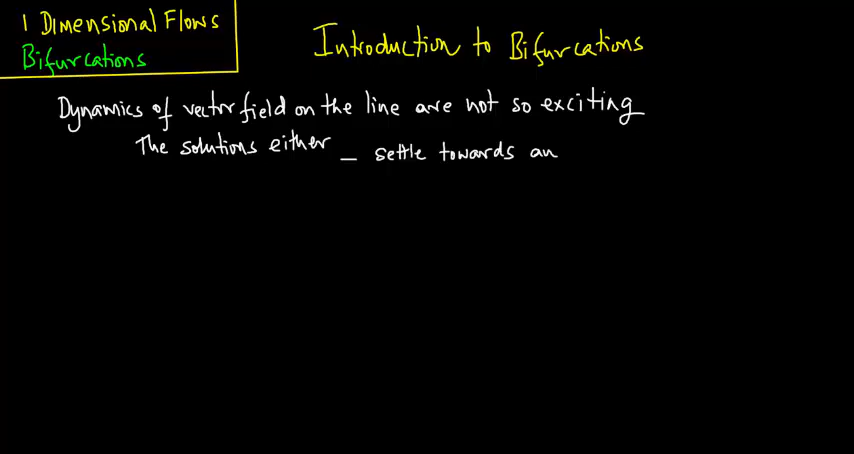 1 Dimensional Flows
Bifurcations
Introduction to Bifurcations
Dynamics of vector field on the line are not so exciting
The solutions either – settle towards an